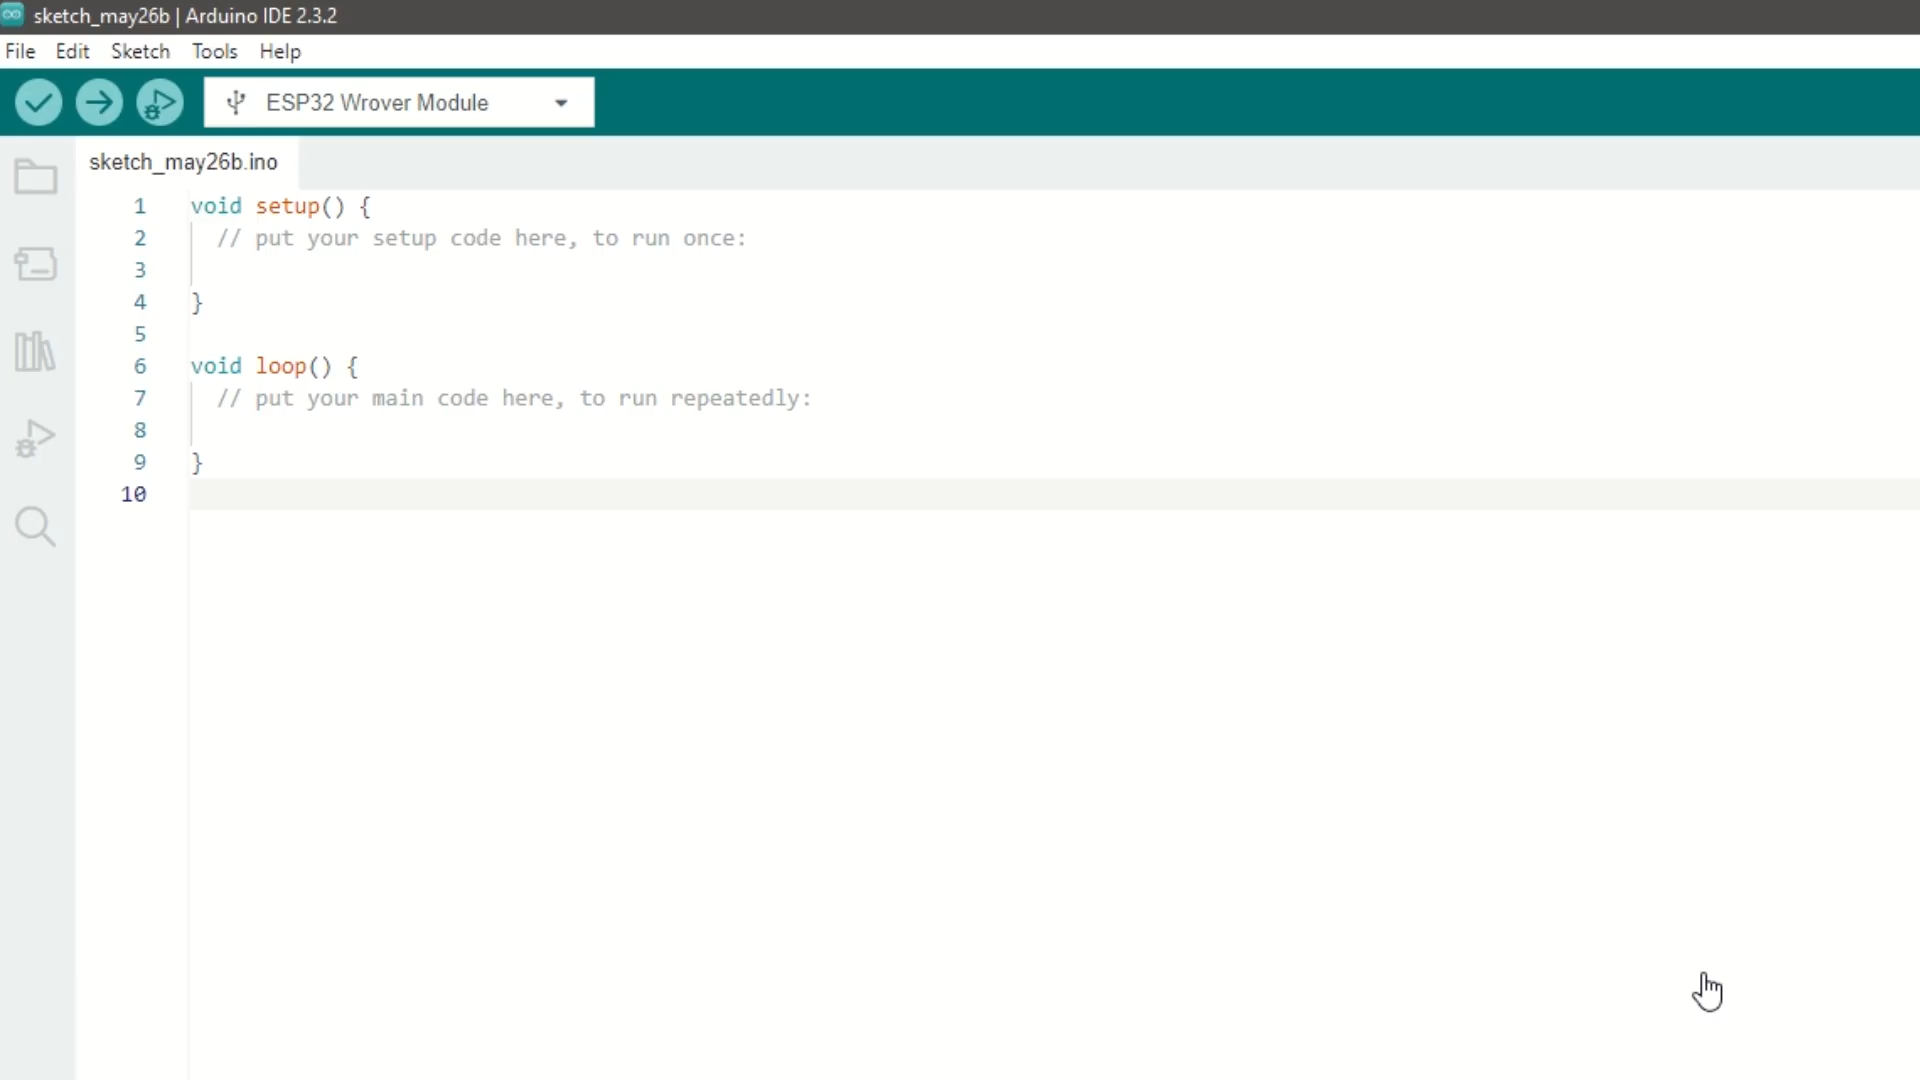 sketch_may26b | Arduino IDE 2.3.2
File Edit Sketch Tools Help
ESP32 Wrover Module
sketch_may26b.ino
1 void setup() {
2 // put your setup code here, to run once:
3
4 }
5
6 void loop() {
7 // put your main code here, to run repeatedly:
8
9 }
10